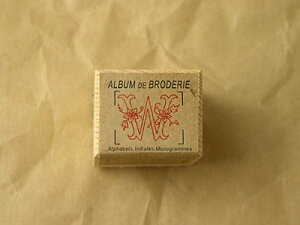 ALBUM DE BRODERIE
W
Alphabets.Initiales.Monogrammes